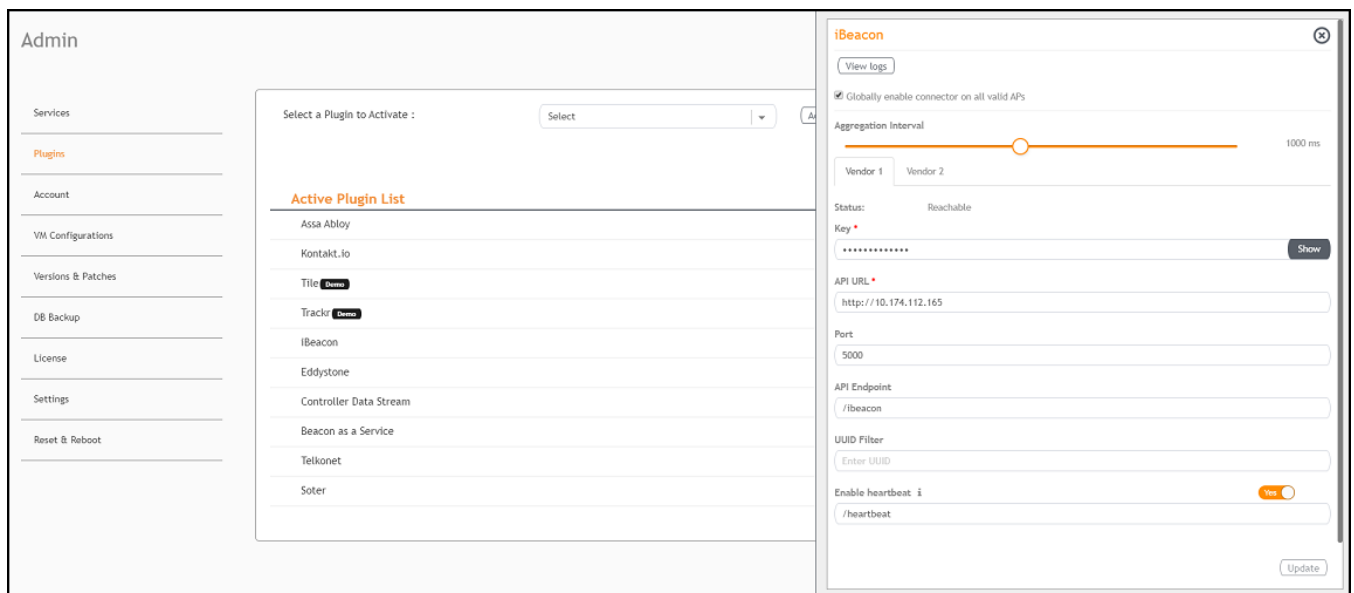 Admin
Services
Plugins
Account
VM Configurations
Versions & Patches
DB Backup
License
Settings
Reset & Reboot
Select a Plugin to Activate :
Select
Active Plugin List
Assa Abloy
Kontakt.io
Tile Demo
Trackr Demo
iBeacon
Eddystone
Controller Data Stream
Beacon as a Service
Telkonet
Soter
iBeacon
View logs
Globally enable connector on all valid APs
Aggregation Interval
1000 ms
Vendor 1 Vendor 2
Status: Reachable
Key *
••••••••••••• Show
API URL *
http://10.174.112.165
Port
5000
API Endpoint
/ibeacon
UUID Filter
Enter UUID
Enable heartbeat i Yes
/heartbeat
Update